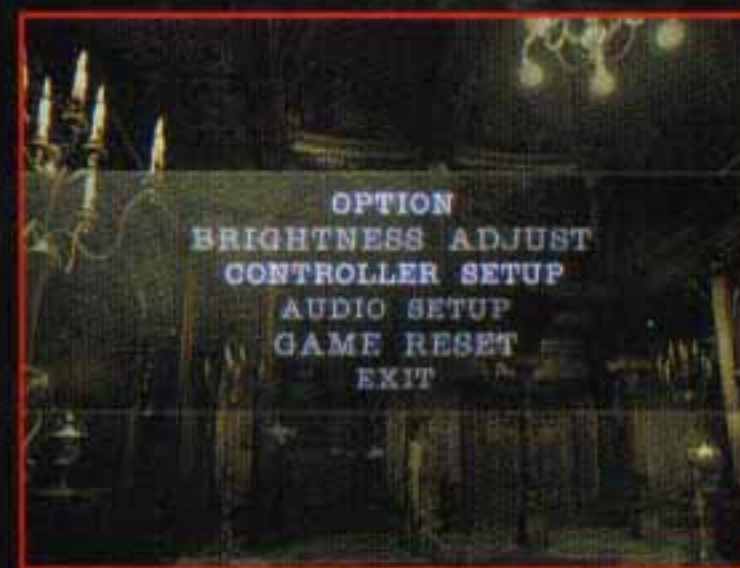 OPTION
BRIGHTNESS ADJUST
CONTROLLER SETUP
AUDIO SETUP
GAME RESET
EXIT